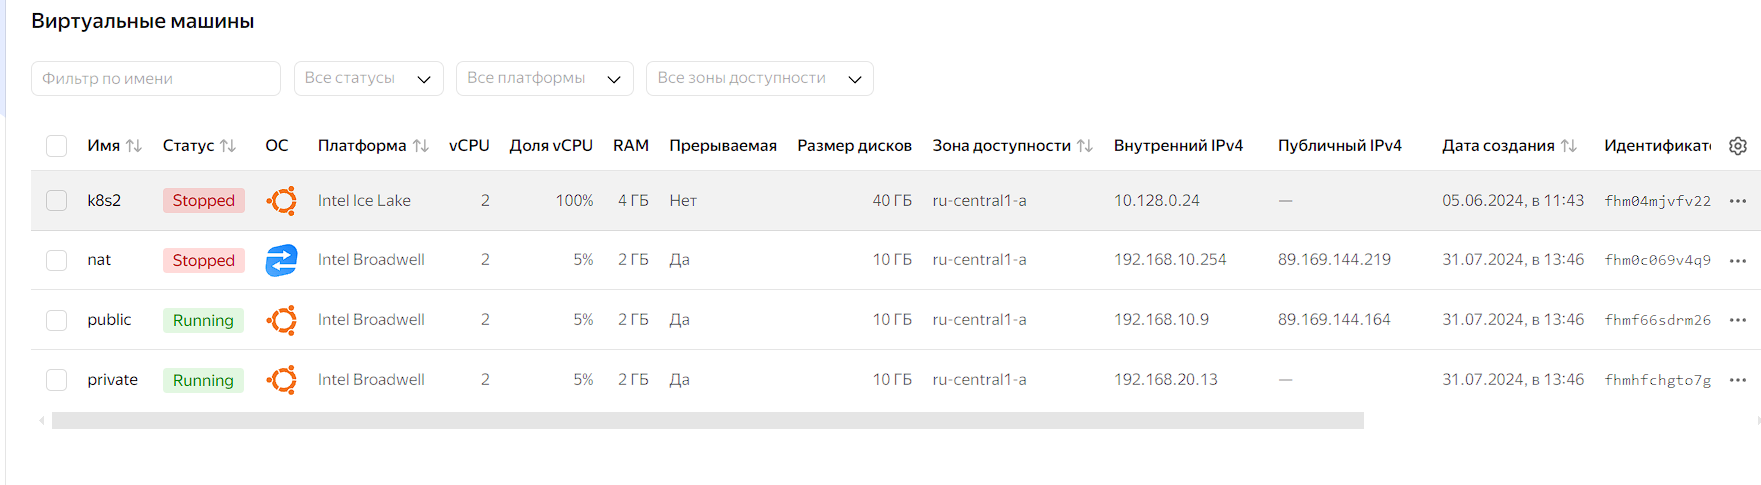 Виртуальные машины
Фильтр по имени Все статусы Все платформы Все зоны доступности
Имя Статус ОС Платформа vCPU Доля vCPU RAM Прерываемая Размер дисков Зона доступности Внутренний IPv4 Публичный IPv4 Дата создания Идентификат
k8s2 Stopped Intel Ice Lake 2 100% 4 ГБ Нет 40 ГБ ru-central1-a 10.128.0.24 — 05.06.2024, в 11:43 fhm04mjvfv22
nat Stopped Intel Broadwell 2 5% 2 ГБ Да 10 ГБ ru-central1-a 192.168.10.254 89.169.144.219 31.07.2024, в 13:46 fhm0c069v4q9
public Running Intel Broadwell 2 5% 2 ГБ Да 10 ГБ ru-central1-a 192.168.10.9 89.169.144.164 31.07.2024, в 13:46 fhmf66sdrm26
private Running Intel Broadwell 2 5% 2 ГБ Да 10 ГБ ru-central1-a 192.168.20.13 — 31.07.2024, в 13:46 fhmhfchgto7g